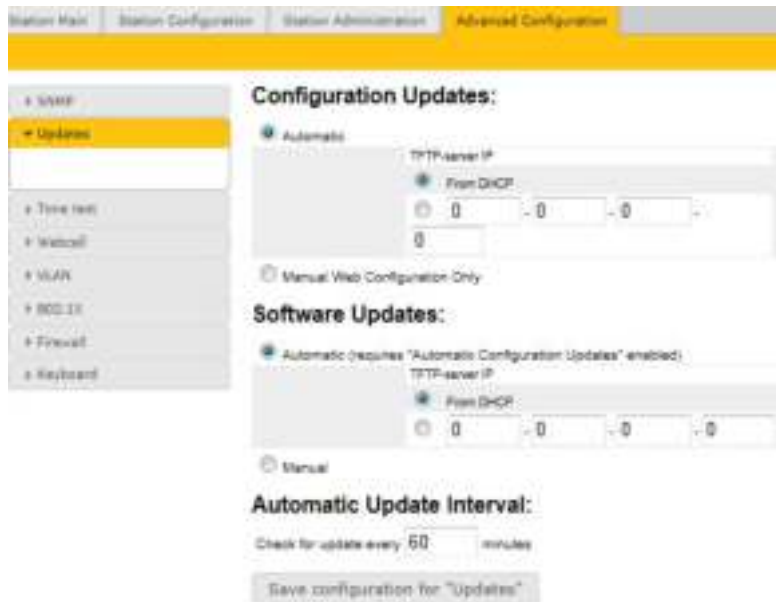 Station Main
Station Configuration
Station Administration
Advanced Configuration
SNMP
Updates
Time
Webcall
VLAN
802.1X
Firewall
Keyboard
Configuration Updates:
Automatic
TFTP-server IP
From DHCP
0 . 0 . 0 .
0
Manual Web Configuration Only
Software Updates:
Automatic (requires "Automatic Configuration Updates" enabled)
TFTP-server IP
From DHCP
0 . 0 . 0 . 0
Manual
Automatic Update Interval:
Check for update every 60 minutes
Save configuration for "Updates"